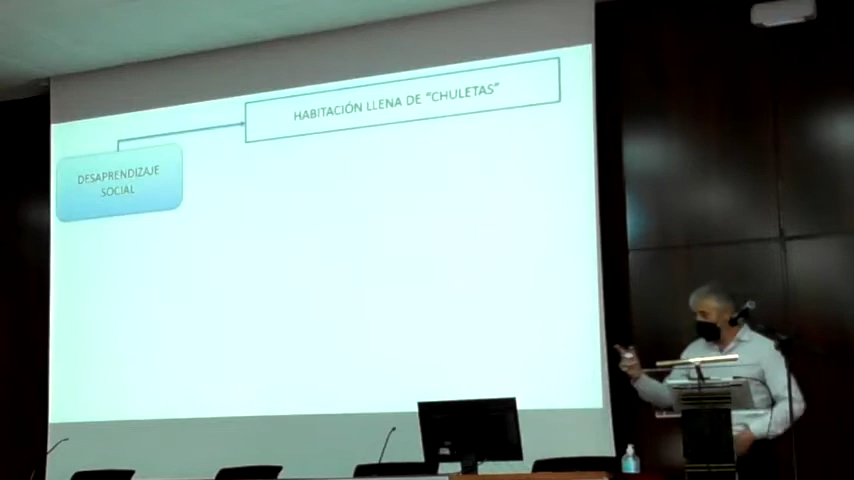 HABITACIÓN LLENA DE “CHULETAS”
DESAPRENDIZAJE
SOCIAL